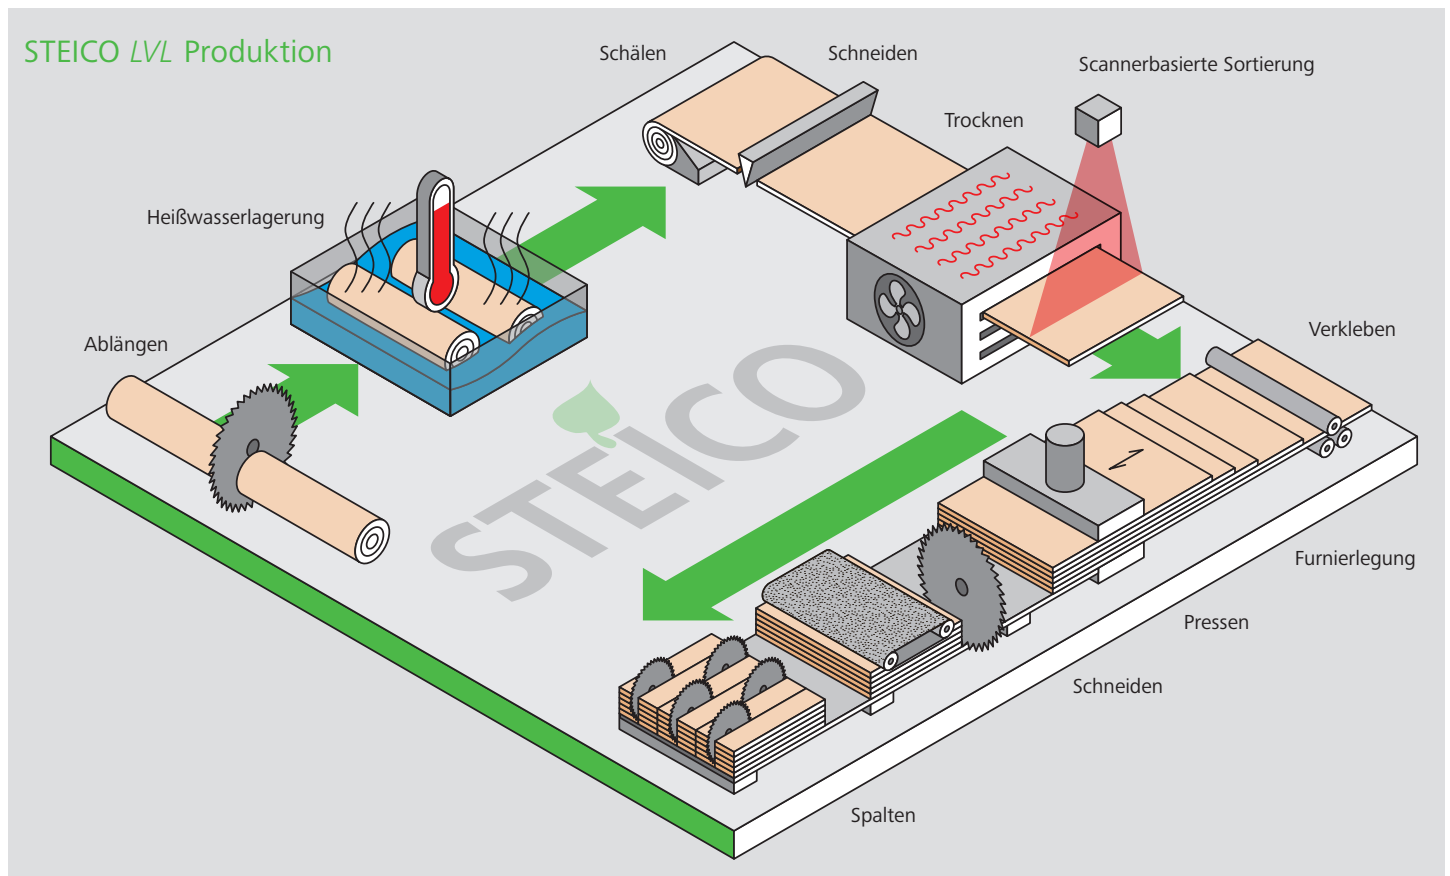 STEICO LVL Produktion
Schälen
Schneiden
Scannerbasierte Sortierung
Trocknen
Heißwasserlagerung
Verkleben
Ablängen
STEICO
Furnierlegung
Pressen
Schneiden
Spalten